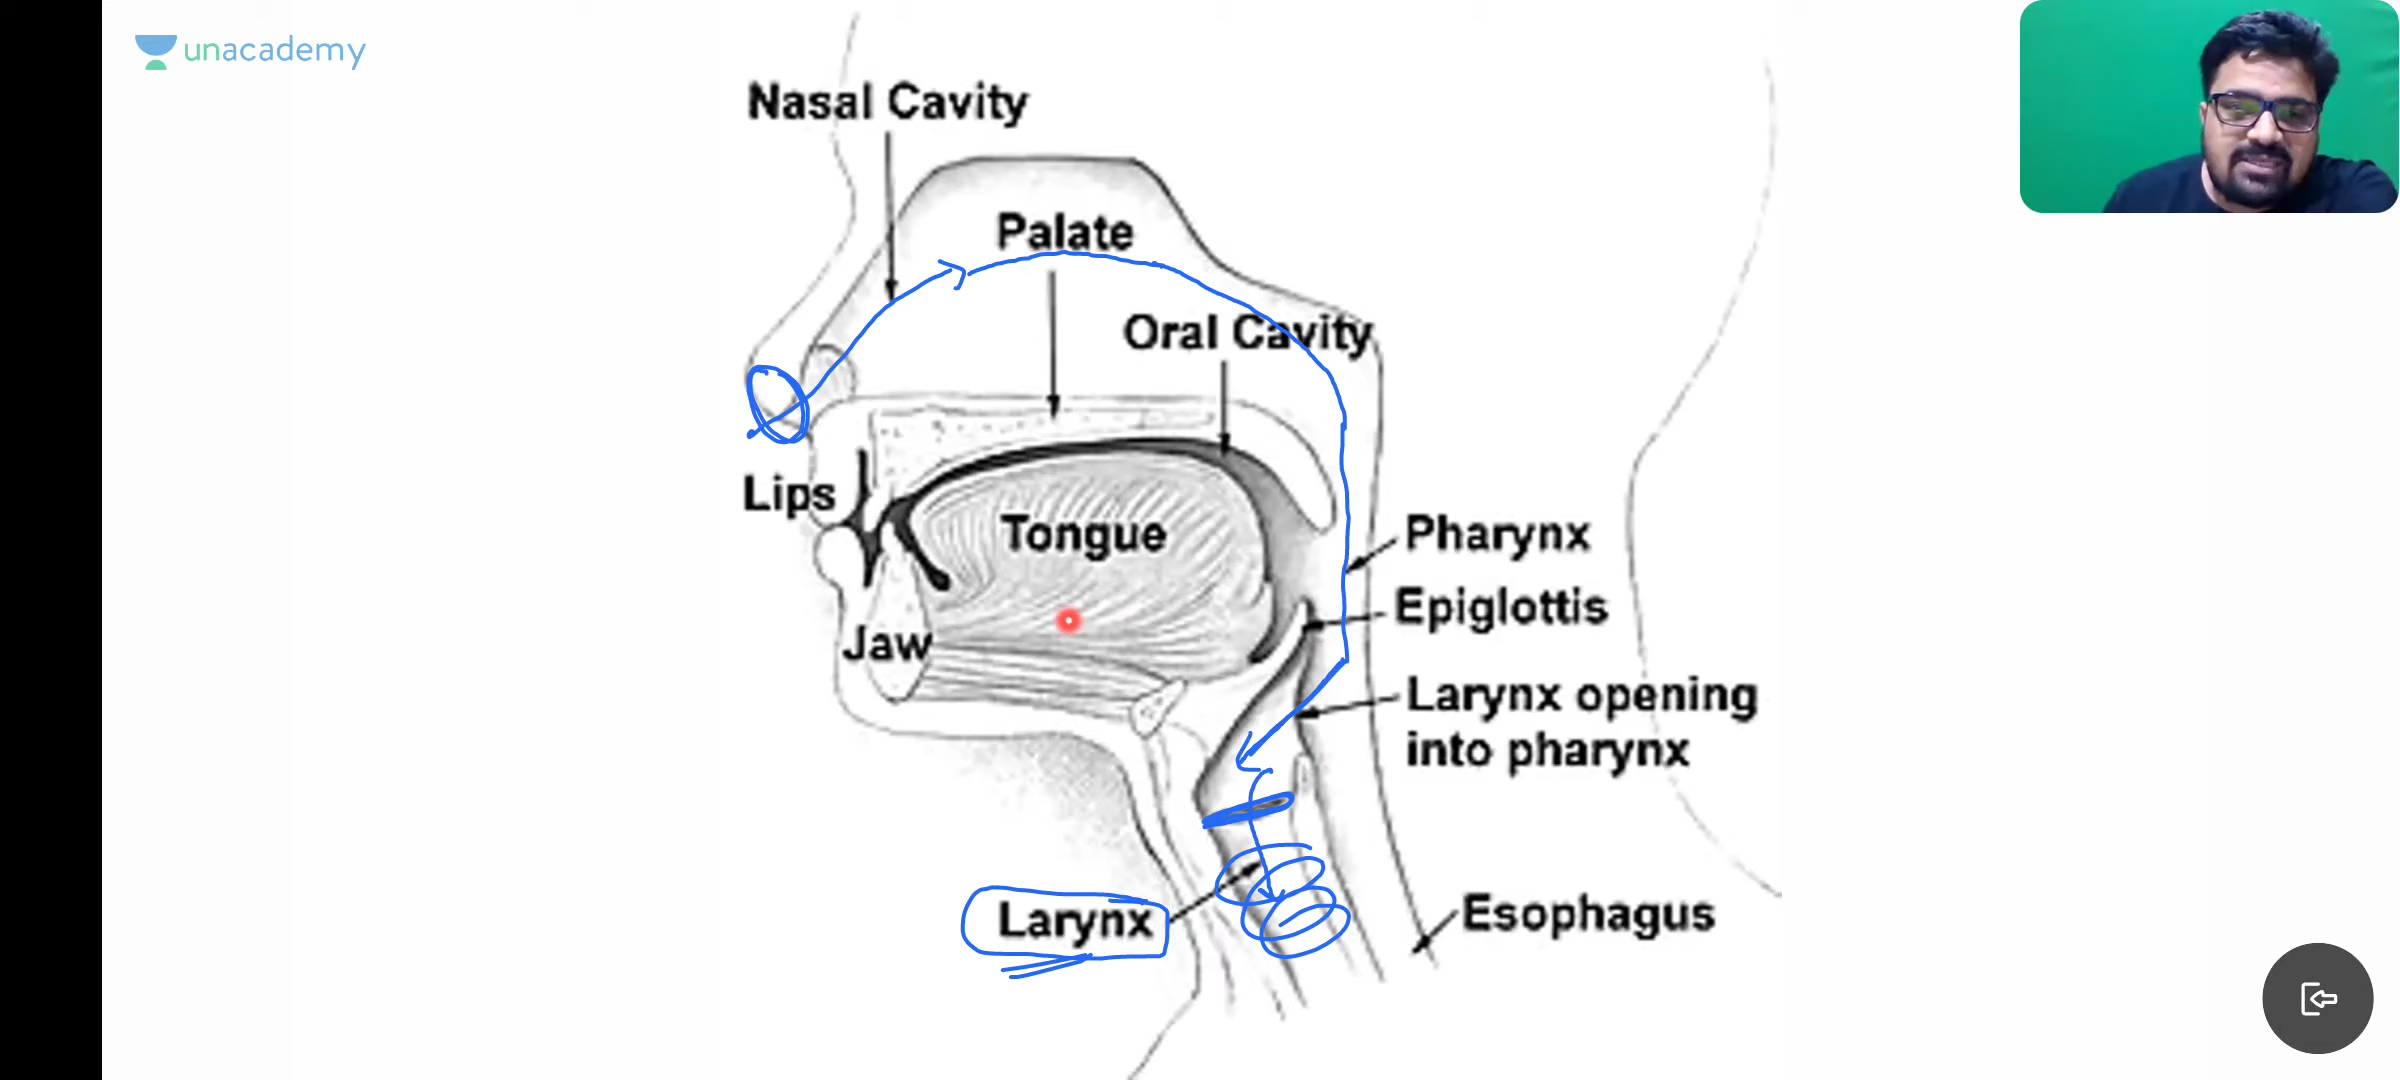 unacademy
Nasal Cavity
Palate
Oral Cavity
Lips
Tongue
Pharynx
Epiglottis
Jaw
Larynx opening
into pharynx
Larynx
Esophagus